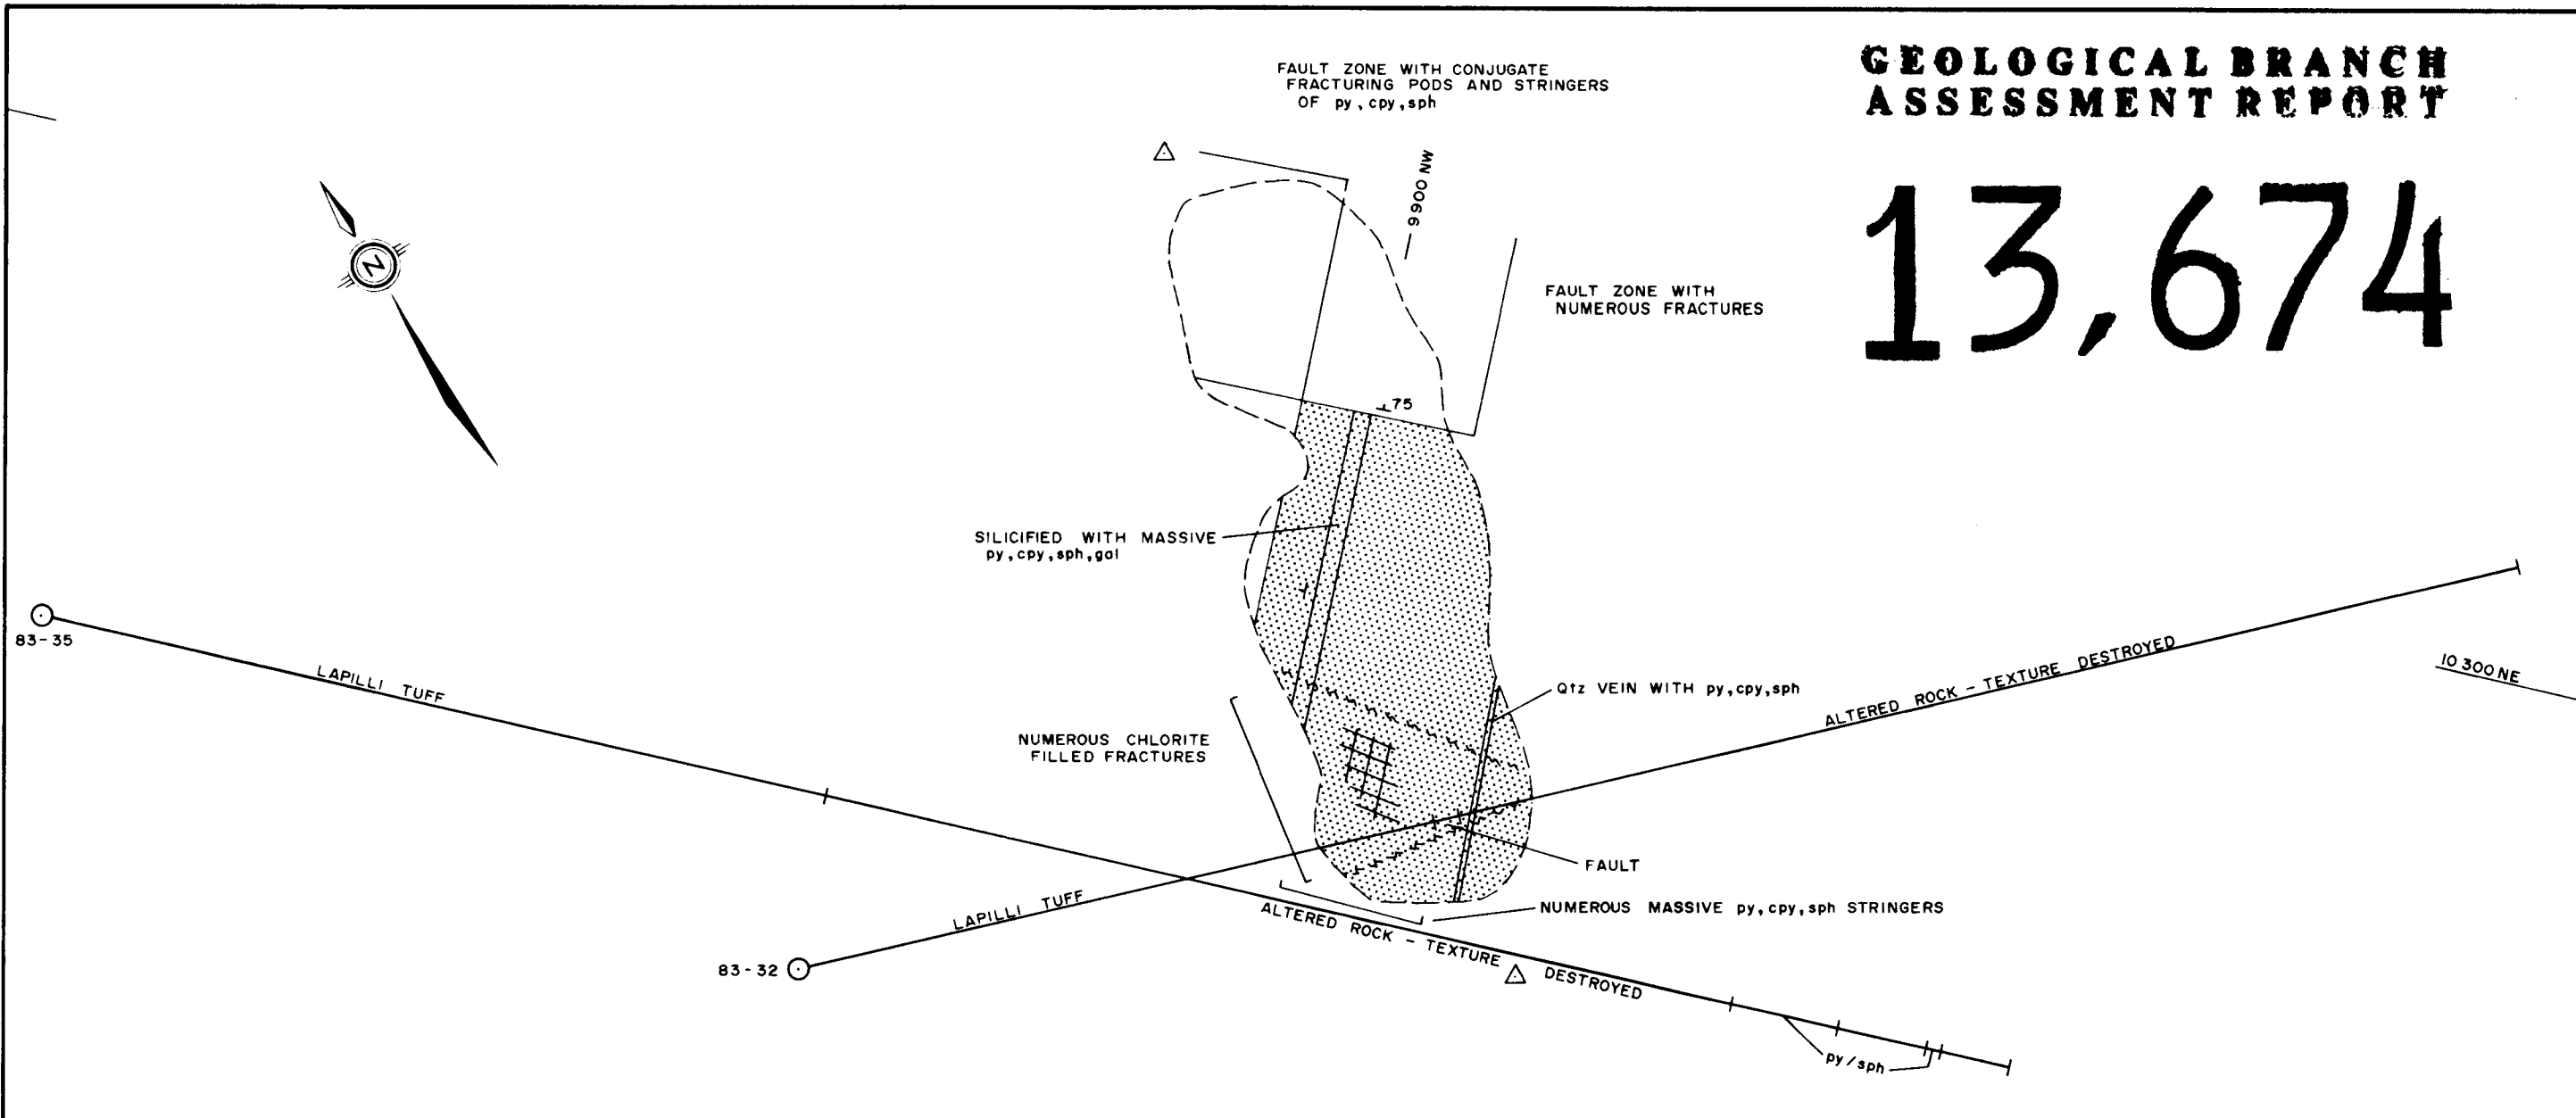 GEOLOGICAL BRANCH
ASSESSMENT REPORT
13,674
FAULT ZONE WITH CONJUGATE
FRACTURING PODS AND STRINGERS
OF py, cpy, sph
9900 NW
N
FAULT ZONE WITH
NUMEROUS FRACTURES
75
SILICIFIED WITH MASSIVE
py, cpy, sph, gal
83-35
LAPILLI TUFF
ALTERED ROCK - TEXTURE DESTROYED
10 300 NE
Qtz VEIN WITH py, cpy, sph
NUMEROUS CHLORITE
FILLED FRACTURES
FAULT
LAPILLI TUFF
NUMEROUS MASSIVE py, cpy, sph STRINGERS
ALTERED ROCK - TEXTURE DESTROYED
83-32
py/sph